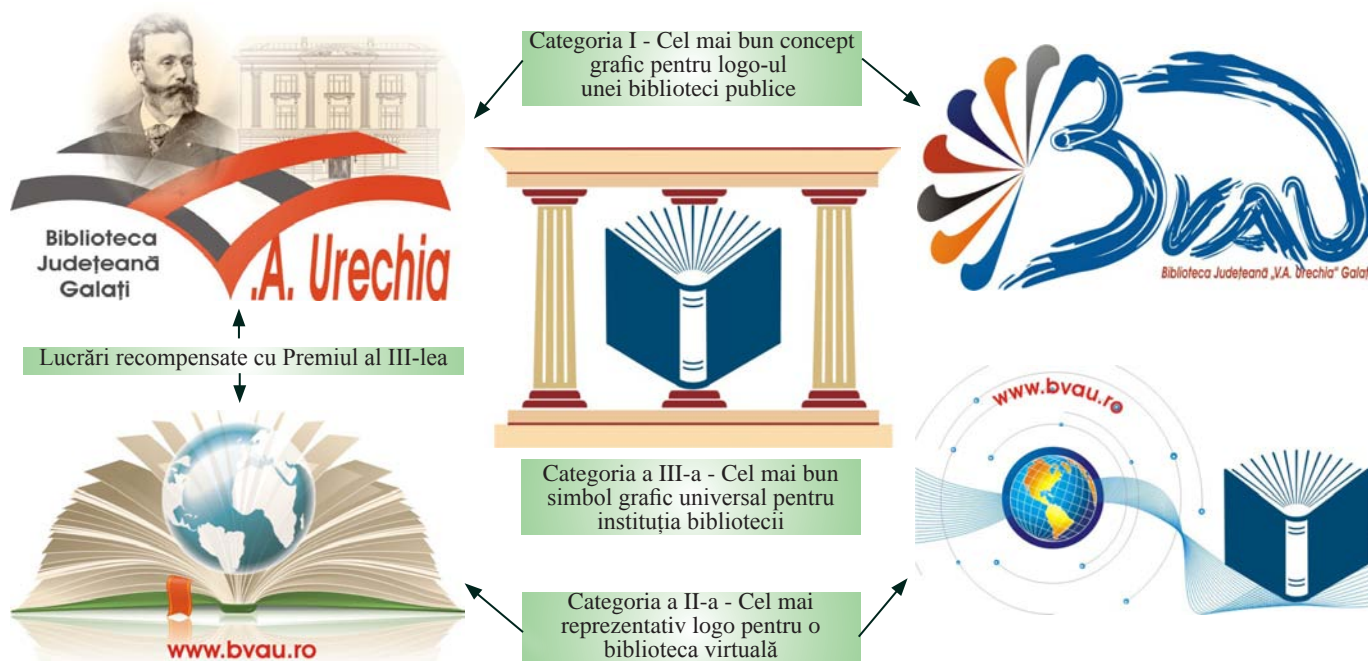 Categoria I - Cel mai bun concept
grafic pentru logo-ul
unei biblioteci publice
Biblioteca
Județeană
Galați
V.A. Urechia
BVAU
Biblioteca Județeană „V.A. Urechia" Galați
Lucrări recompensate cu Premiul al III-lea
www.bvau.ro
Categoria a III-a - Cel mai bun
simbol grafic universal pentru
instituția bibliotecii
www.bvau.ro
Categoria a II-a - Cel mai
reprezentativ logo pentru o
biblioteca virtuală